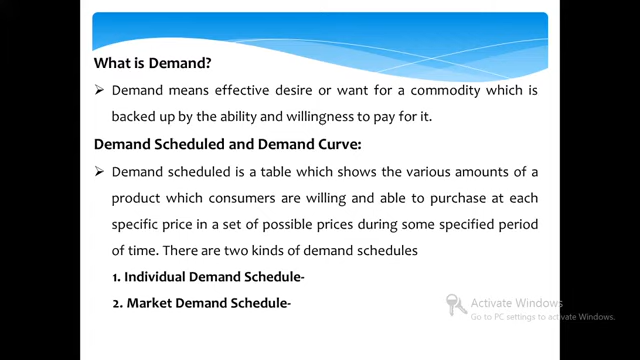 What is Demand?
➢ Demand means effective desire or want for a commodity which is
backed up by the ability and willingness to pay for it.
Demand Scheduled and Demand Curve:
➢ Demand scheduled is a table which shows the various amounts of a
product which consumers are willing and able to purchase at each
specific price in a set of possible prices during some specified period
of time. There are two kinds of demand schedules
1. Individual Demand Schedule-
2. Market Demand Schedule-
Activate Windows
Go to PC settings to activate Windows.